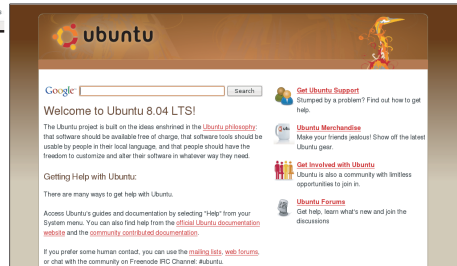 ubuntu
Google
Search
Welcome to Ubuntu 8.04 LTS!
The Ubuntu project is built on the ideas enshrined in the Ubuntu philosophy:
that software should be available free of charge, that software tools should be
usable by people in their local language, and that people should have the
freedom to customize and alter their software in whatever way they need.
Getting Help with Ubuntu:
There are many ways to get help with Ubuntu.
Access Ubuntu's guides and documentation by selecting "Help" from your
System menu. You can also find help from the official Ubuntu documentation
website and the community contributed documentation.
If you prefer some human contact, you can use the mailing lists, web forums,
or chat with the community on Freenode IRC Channel: #ubuntu.
Get Ubuntu Support
Stumped by a problem? Find out how to get
help.
Ubuntu Merchandise
Make your friends jealous! Show off the latest
Ubuntu gear.
Get Involved with Ubuntu
Ubuntu is also a community with limitless
opportunities to join in.
Ubuntu Forums
Get help, learn what's new and join the
discussions